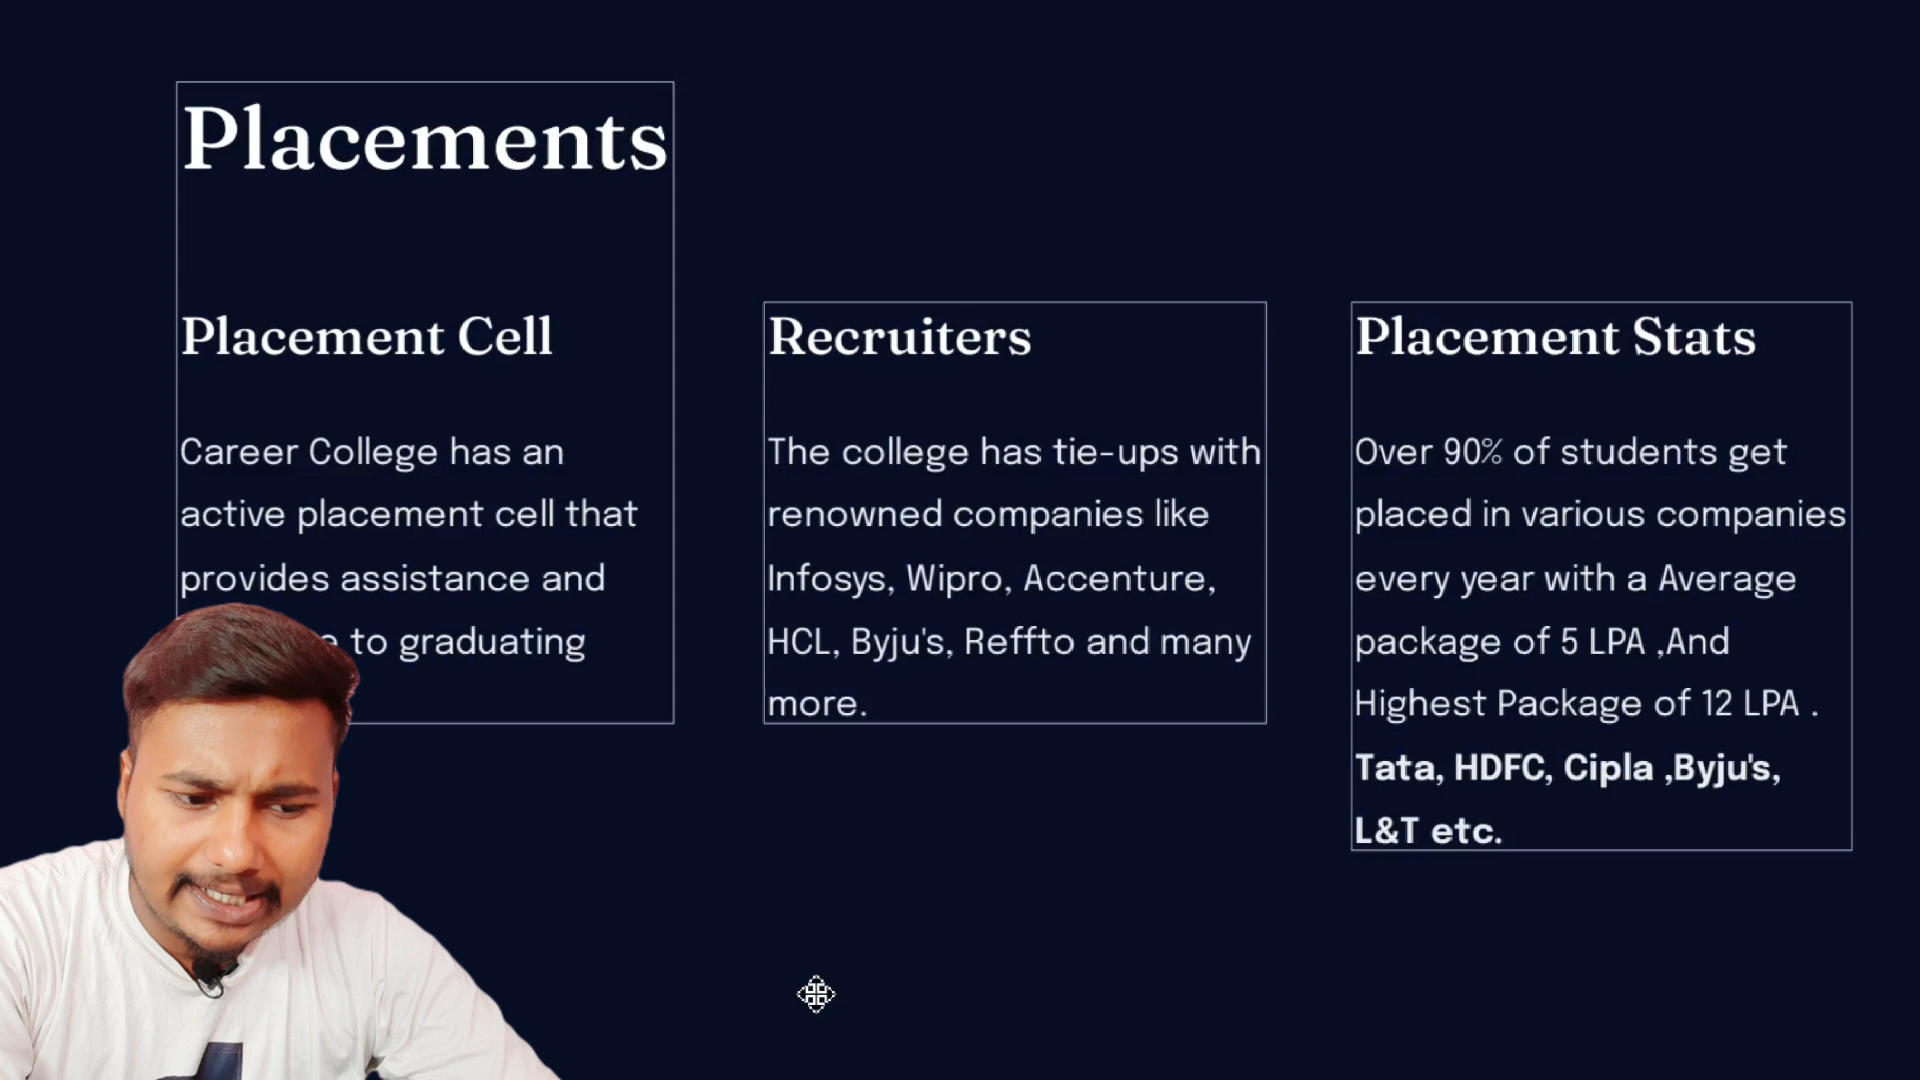 Placements
Placement Cell
Career College has an
active placement cell that
provides assistance and
to graduating
Recruiters
The college has tie-ups with
renowned companies like
Infosys, Wipro, Accenture,
HCL, Byju's, Reffto and many
more.
Placement Stats
Over 90% of students get
placed in various companies
every year with a Average
package of 5 LPA ,And
Highest Package of 12 LPA .
Tata, HDFC, Cipla ,Byju's,
L&T etc.